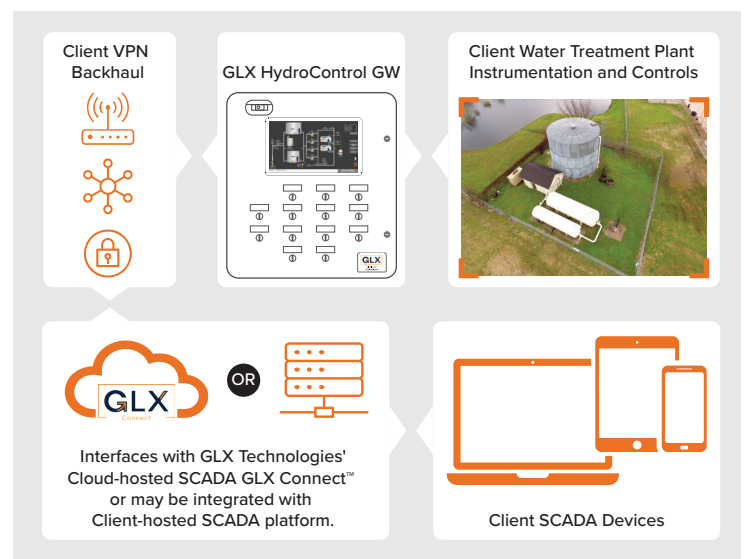 Client VPN
Backhaul
GLX HydroControl GW
Client Water Treatment Plant
Instrumentation and Controls
GLX
GLX
Connect
OR
Interfaces with GLX Technologies'
Cloud-hosted SCADA GLX Connect™
or may be integrated with
Client-hosted SCADA platform.
Client SCADA Devices